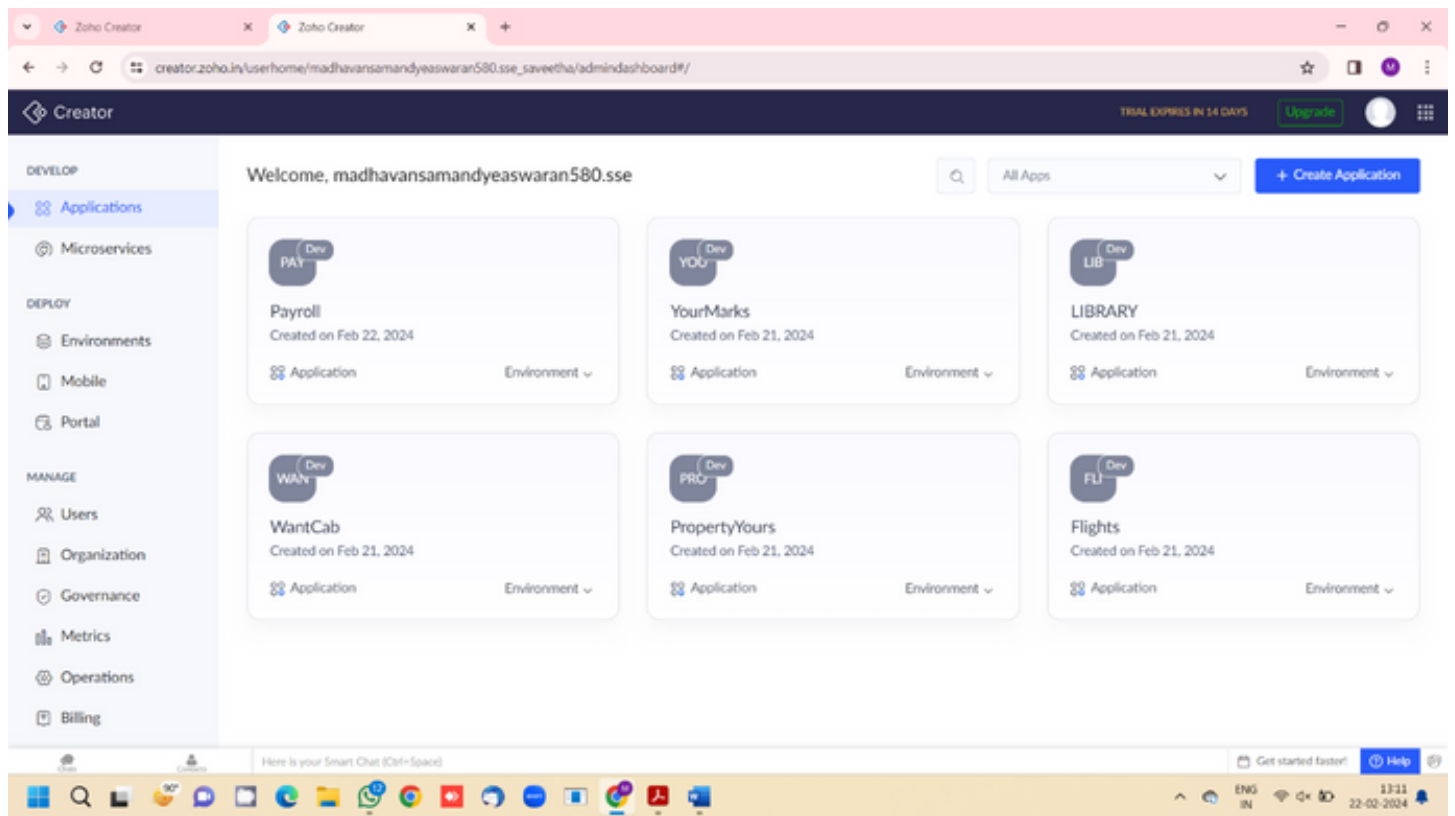 Zoho Creator
Zoho Creator
creator.zoho.in/userhome/madhavansamandyeaswaran580.sse_saveetha/admindashboard#/
M
Creator
TRIAL EXPIRES IN 14 DAYS
Upgrade
DEVELOP
Applications
Microservices
DEPLOY
Environments
Mobile
Portal
MANAGE
Users
Organization
Governance
Metrics
Operations
Billing
Welcome, madhavansamandyeaswaran580.sse
All Apps
+ Create Application
PAY Dev
Payroll
Created on Feb 22, 2024
Application Environment
YOU Dev
YourMarks
Created on Feb 21, 2024
Application Environment
LIB Dev
LIBRARY
Created on Feb 21, 2024
Application Environment
WAN Dev
WantCab
Created on Feb 21, 2024
Application Environment
PRO Dev
PropertyYours
Created on Feb 21, 2024
Application Environment
FLI Dev
Flights
Created on Feb 21, 2024
Application Environment
Chats
Contacts
Here is your Smart Chat (Ctrl+Space)
Get started faster!
Help
90°
12
ENG
IN
13:11
22-02-2024